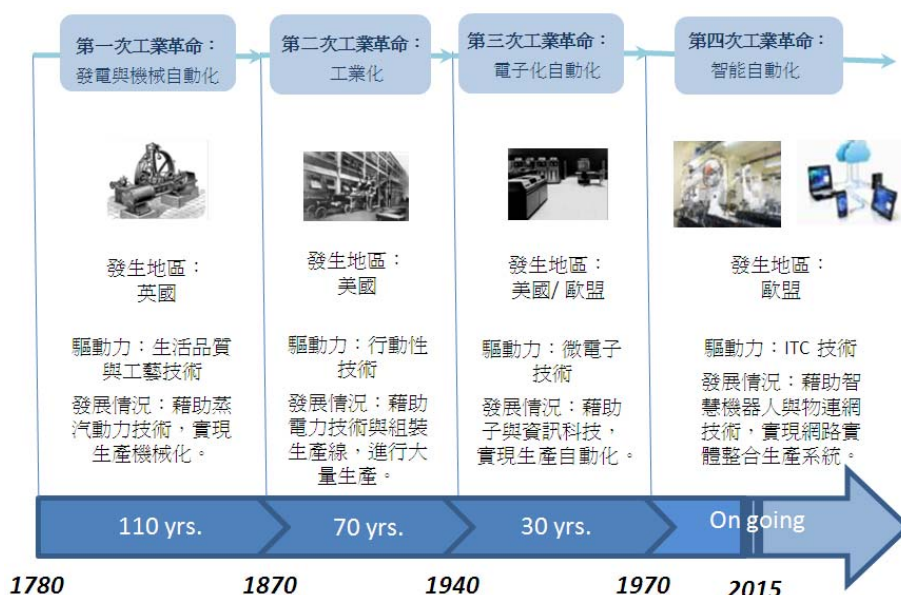 第一次工業革命：
發電與機械自動化
第二次工業革命：
工業化
第三次工業革命：
電子化自動化
第四次工業革命：
智能自動化
發生地區：
英國
發生地區：
美國
發生地區：
美國/ 歐盟
發生地區：
歐盟
驅動力：生活品質
與工藝技術
發展情況：藉助蒸
汽動力技術，實現
生產機械化。
驅動力：行動性
技術
發展情況：藉助
電力技術與組裝
生產線，進行大
量生產。
驅動力：微電子
技術
發展情況：藉助
子與資訊科技，
實現生產自動化。
驅動力：ITC 技術
發展情況：藉助智
慧機器人與物連網
技術，實現網路實
體整合生產系統。
110 yrs.
70 yrs.
30 yrs.
On going
1780
1870
1940
1970
2015